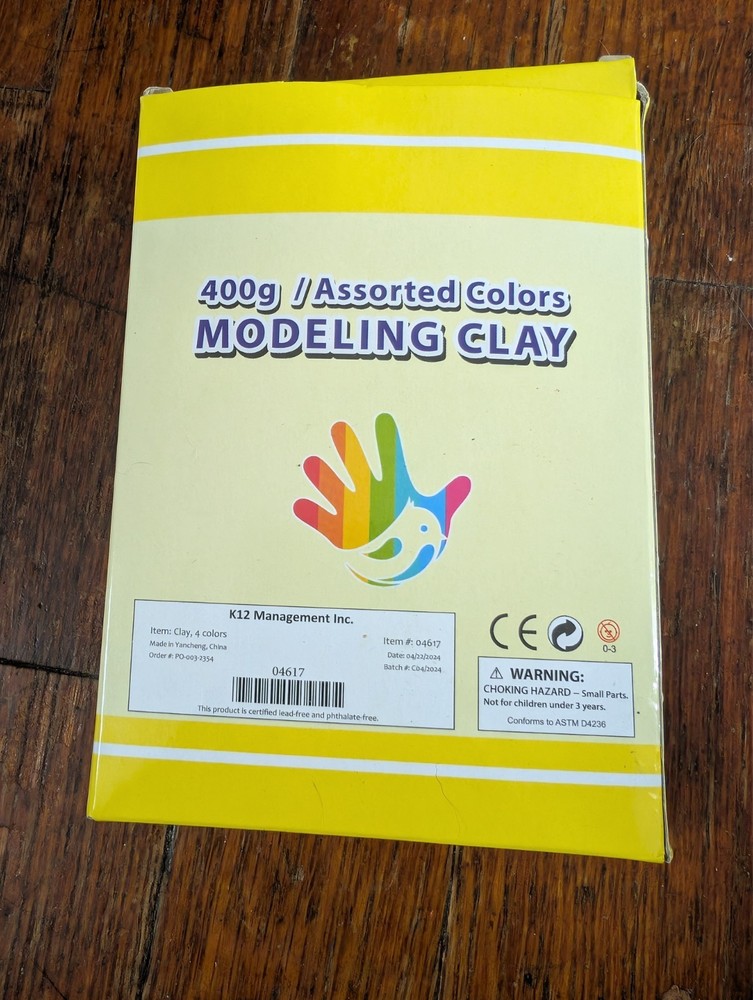 400g / Assorted Colors
MODELING CLAY
K12 Management Inc.
Item: Clay, 4 colors
Made in Yancheng, China
Order #: PO-003-2354
Item #: 04617
Date: 04/22/2024
Batch #: C04/2024
04617
This product is certified lead-free and phthalate-free.
CE
0-3
⚠ WARNING:
CHOKING HAZARD – Small Parts.
Not for children under 3 years.
Conforms to ASTM D4236